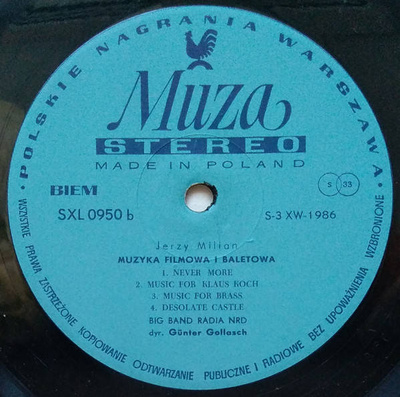 POLSKIE NAGRANIA WARSZAWA
Muza
STEREO
MADE IN POLAND
BIEM
S 33
SXL 0950 b
S-3 XW-1986
Jerzy Milian
MUZYKA FILMOWA I BALETOWA
1. NEVER MORE
2. MUSIC FOR KLAUS KOCH
3. MUSIC FOR BRASS
4. DESOLATE CASTLE
BIG BAND RADIA NRD
dyr. Günter Gollasch
WSZYSTKIE PRAWA ZASTRZEŻONE KOPIOWANIE ODTWARZANIE PUBLICZNE I RADIOWE BEZ UPOWAŻNIENIA WZBRONIONE